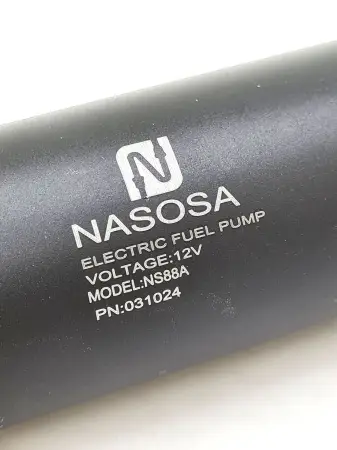 NASOSA
ELECTRIC FUEL PUMP
VOLTAGE:12V
MODEL:NS88A
PN:031024